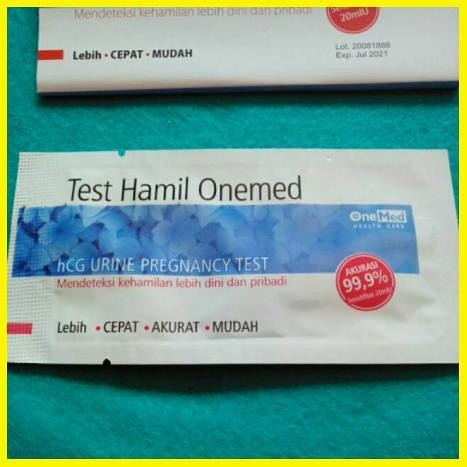 Mendeteksi kehamilan lebih dini dan pribadi
20mIU
Lebih • CEPAT • MUDAH
Lot. 20081888
Exp. Jul 2021
Test Hamil Onemed
OneMed
HEALTH CARE
hCG URINE PREGNANCY TEST
Mendeteksi kehamilan lebih dini dan pribadi
AKURASI
99,9%
Sensitifitas 20mIU
Lebih • CEPAT • AKURAT • MUDAH